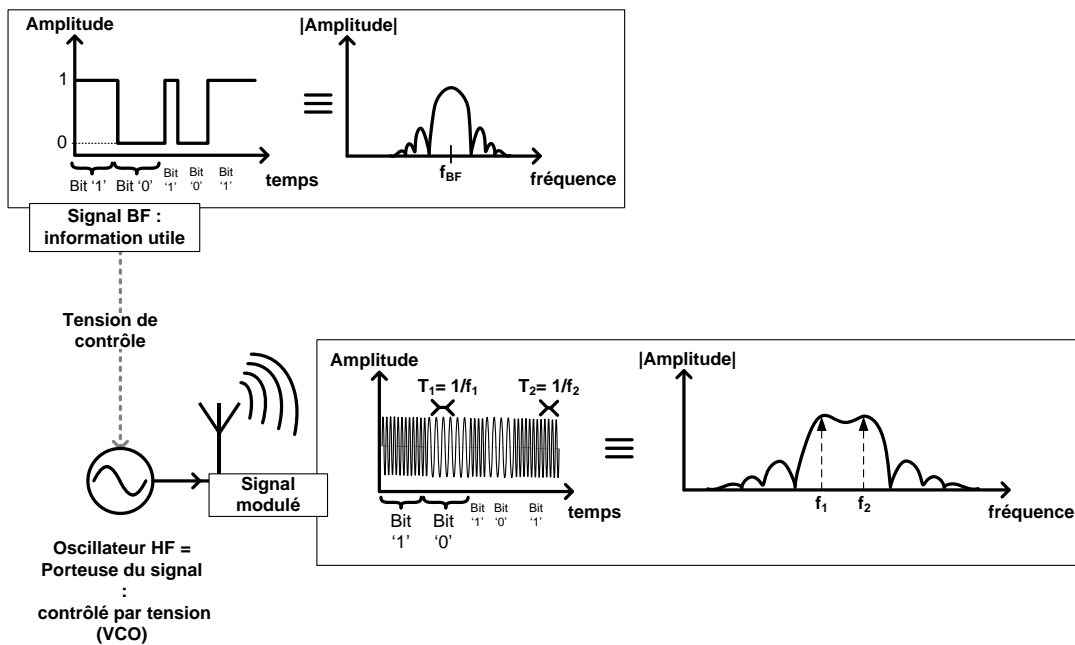 Amplitude
|Amplitude|
1
0
temps
fréquence
f_BF
Bit ‘1’
Bit ‘0’
Bit
‘1’
Bit
‘0’
Bit
‘1’
Signal BF :
information utile
Tension de
contrôle
Oscillateur HF =
Porteuse du signal
:
contrôlé par tension
(VCO)
Signal
modulé
Amplitude
|Amplitude|
T₁= 1/f₁
T₂= 1/f₂
temps
fréquence
f₁
f₂
Bit
‘1’
Bit
‘0’
Bit
‘1’
Bit
‘0’
Bit
‘1’